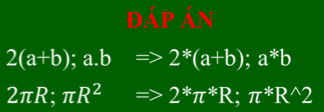 ĐÁP ÁN
2(a+b); a.b => 2*(a+b); a*b
2πR; πR² => 2*π*R; π*R^2